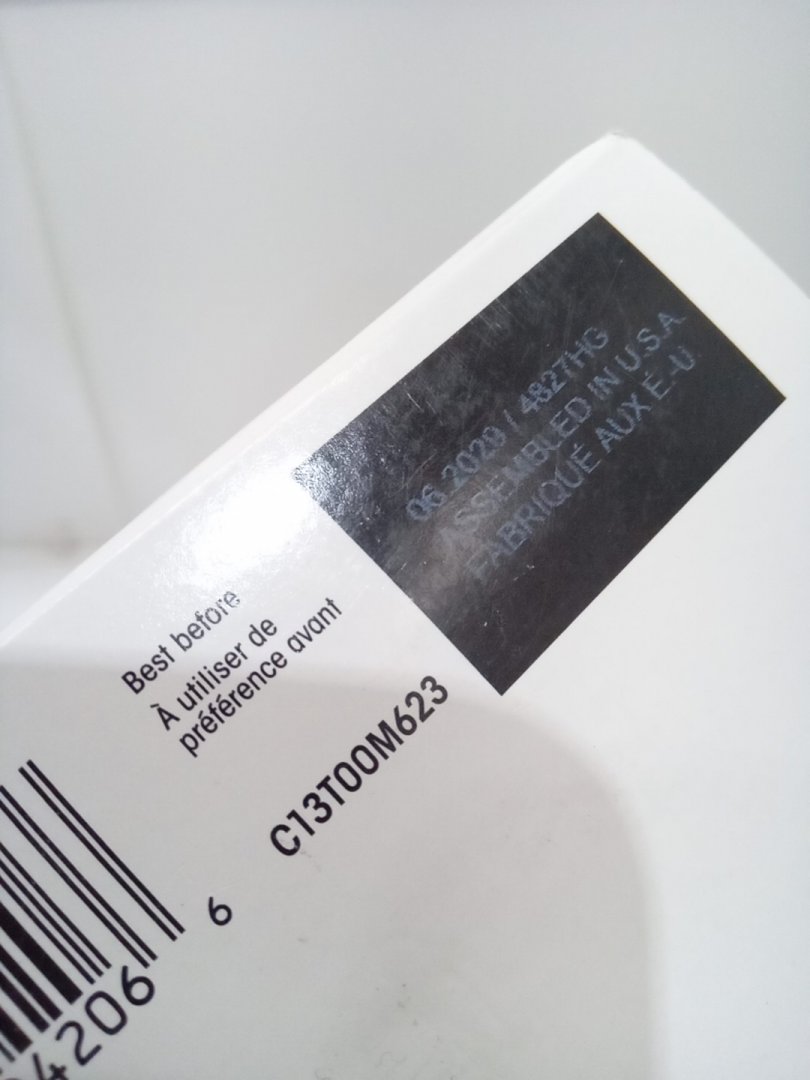 06 2020 / 4827HG
ASSEMBLED IN U.S.A.
FABRIQUÉ AUX É.-U.
Best before
À utiliser de
préférence avant
C13T00M623
4206 6